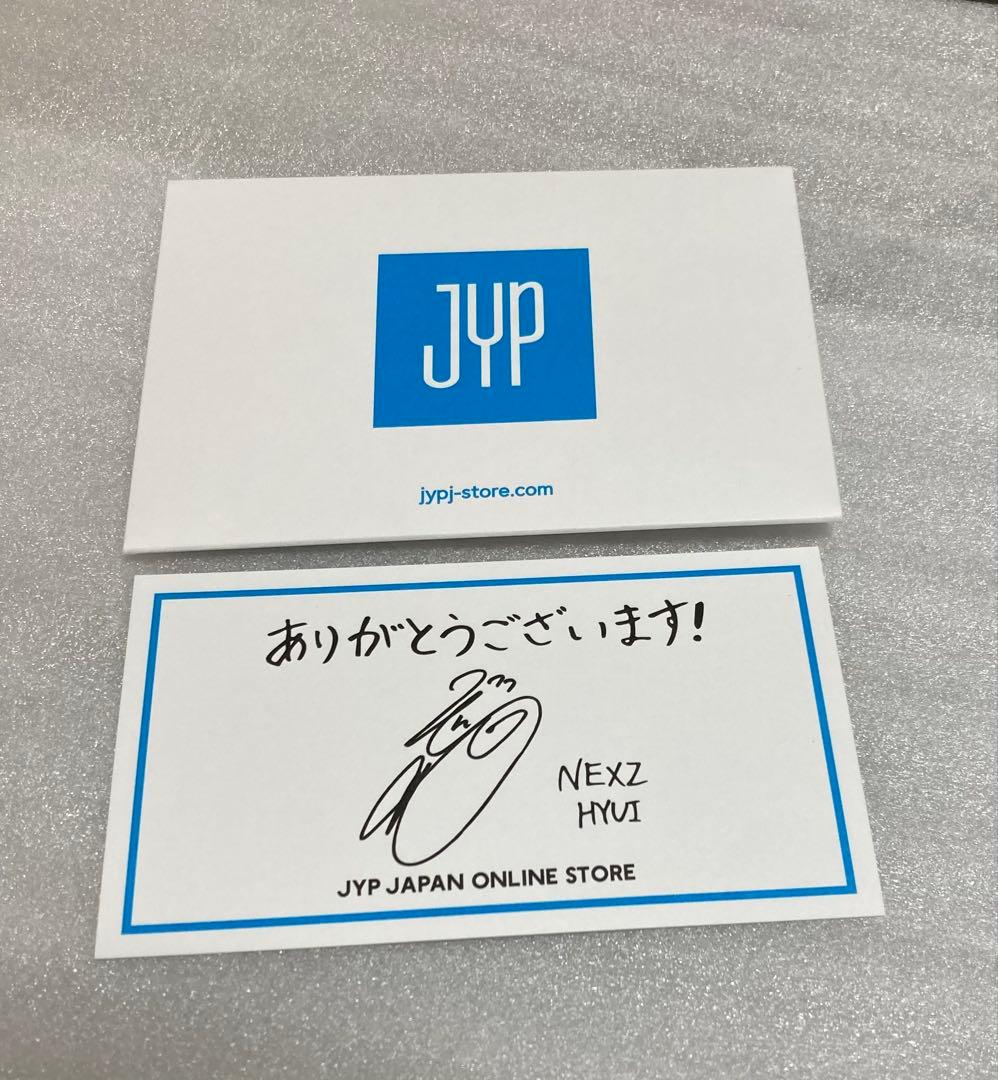 JYP
jypj-store.com
ありがとうございます!
NEXZ
HYUI
JYP JAPAN ONLINE STORE